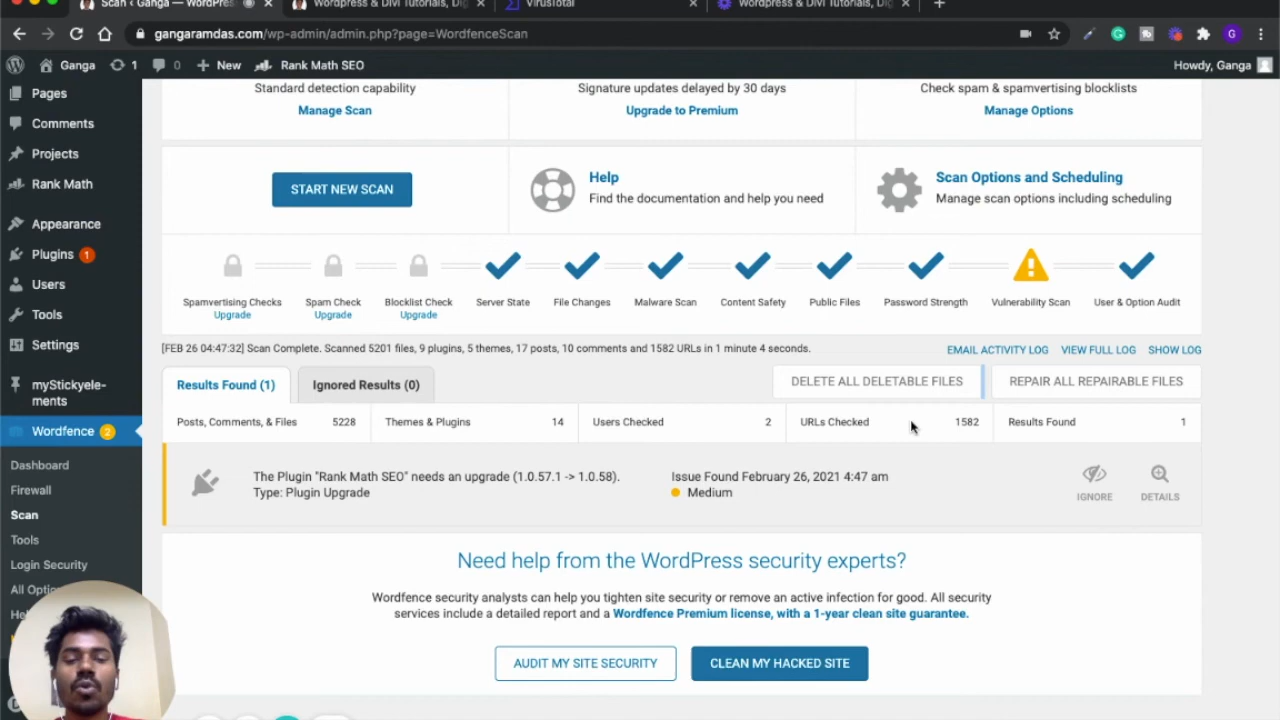 Scan ‹ Ganga — WordPres
Wordpress & Divi Tutorials, Dig
VirusTotal
Wordpress & Divi Tutorials, Dig
gangaramdas.com/wp-admin/admin.php?page=WordfenceScan
G
Ganga
1
0
New
Rank Math SEO
Howdy, Ganga
Pages
Comments
Projects
Rank Math
Appearance
Plugins 1
Users
Tools
Settings
myStickyele-
ments
Wordfence 2
Dashboard
Firewall
Scan
Tools
Login Security
All Optio
Standard detection capability
Manage Scan
Signature updates delayed by 30 days
Upgrade to Premium
Check spam & spamvertising blocklists
Manage Options
START NEW SCAN
Help
Find the documentation and help you need
Scan Options and Scheduling
Manage scan options including scheduling
Spamvertising Checks
Upgrade
Spam Check
Upgrade
Blocklist Check
Upgrade
Server State
File Changes
Malware Scan
Content Safety
Public Files
Password Strength
Vulnerability Scan
User & Option Audit
[FEB 26 04:47:32] Scan Complete. Scanned 5201 files, 9 plugins, 5 themes, 17 posts, 10 comments and 1582 URLs in 1 minute 4 seconds.
EMAIL ACTIVITY LOG
VIEW FULL LOG
SHOW LOG
Results Found (1)
Ignored Results (0)
DELETE ALL DELETABLE FILES
REPAIR ALL REPAIRABLE FILES
Posts, Comments, & Files 5228
Themes & Plugins 14
Users Checked 2
URLs Checked 1582
Results Found 1
The Plugin "Rank Math SEO" needs an upgrade (1.0.57.1 -> 1.0.58).
Type: Plugin Upgrade
Issue Found February 26, 2021 4:47 am
Medium
IGNORE
DETAILS
Need help from the WordPress security experts?
Wordfence security analysts can help you tighten site security or remove an active infection for good. All security
services include a detailed report and a Wordfence Premium license, with a 1-year clean site guarantee.
AUDIT MY SITE SECURITY
CLEAN MY HACKED SITE